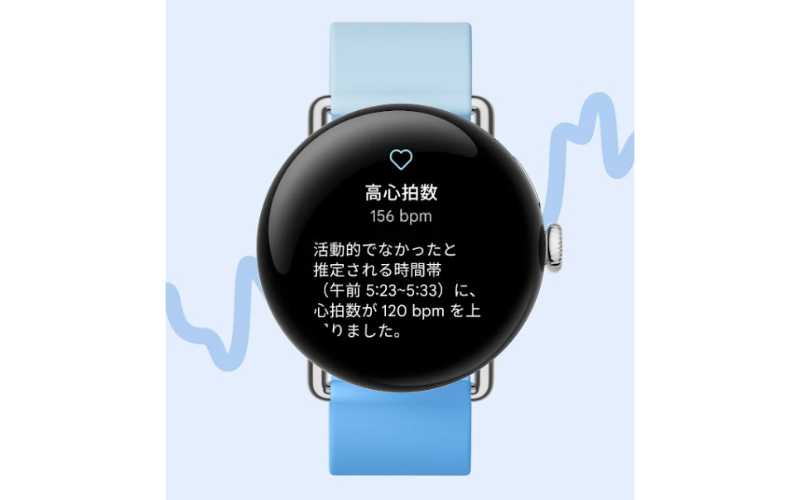 高心拍数
156 bpm
活動的でなかったと
推定される時間帯
（午前 5:23~5:33）に、
心拍数が 120 bpm を上
りました。